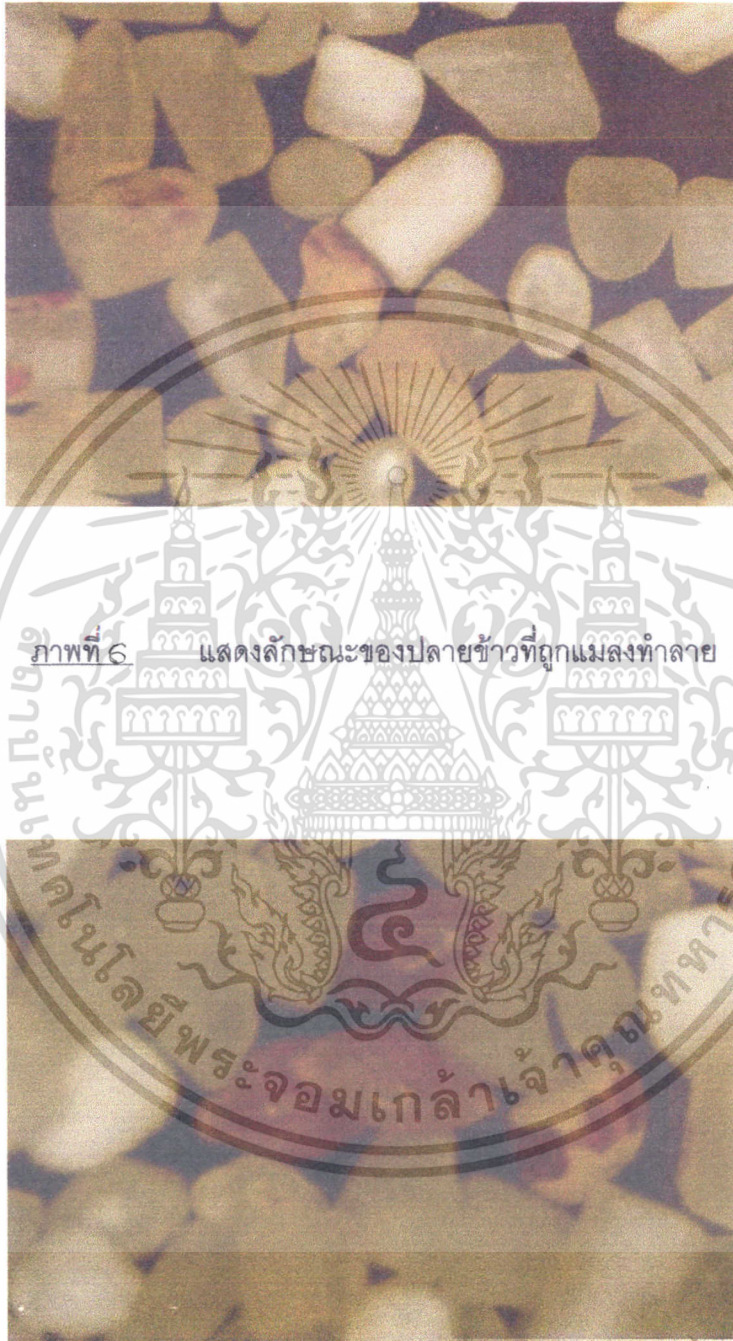 ภาพที่ 6 แสดงลักษณะของปลายข้าวที่ถูกแมลงทำลาย
สถาบันเทคโนโลยีพระจอมเกล้าเจ้าคุณทหาร